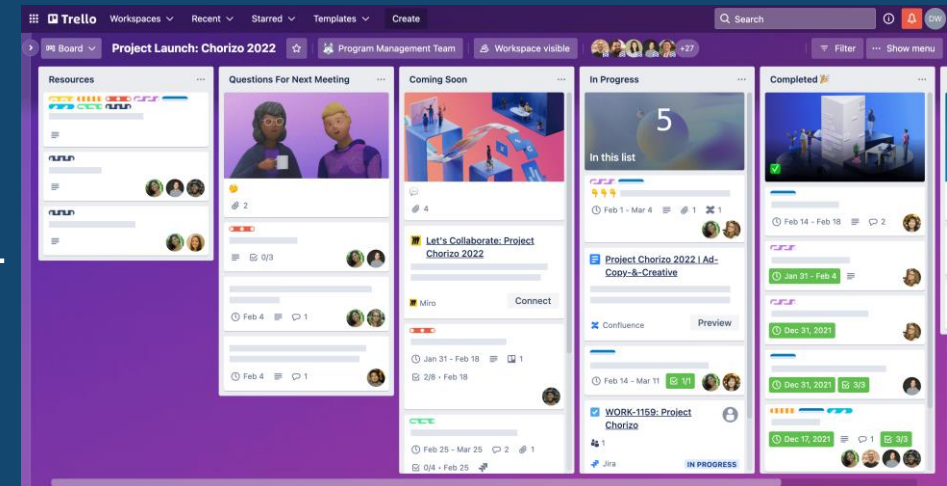 Trello Workspaces Recent Starred Templates Create Search DW
Board Project Launch: Chorizo 2022 Program Management Team Workspace visible +27 Filter ... Show menu
Resources ...
Questions For Next Meeting ...
2
0/3
Feb 4 1
Feb 4 1
Coming Soon ...
4
Let's Collaborate: Project
Chorizo 2022
Miro Connect
Jan 31 - Feb 18 1
2/8 • Feb 18
Feb 25 - Mar 25 2 1
0/4 • Feb 25
In Progress ...
5
In this list
Feb 1 - Mar 4 1 1
Project Chorizo 2022 | Ad-
Copy-&-Creative
Confluence Preview
Feb 14 - Mar 11 1/1
WORK-1159: Project
Chorizo
1
Jira IN PROGRESS
Completed 🎉 ...
Feb 14 - Feb 18 2
Jan 31 - Feb 4
Dec 31, 2021
Dec 31, 2021 3/3
Dec 17, 2021 1 3/3